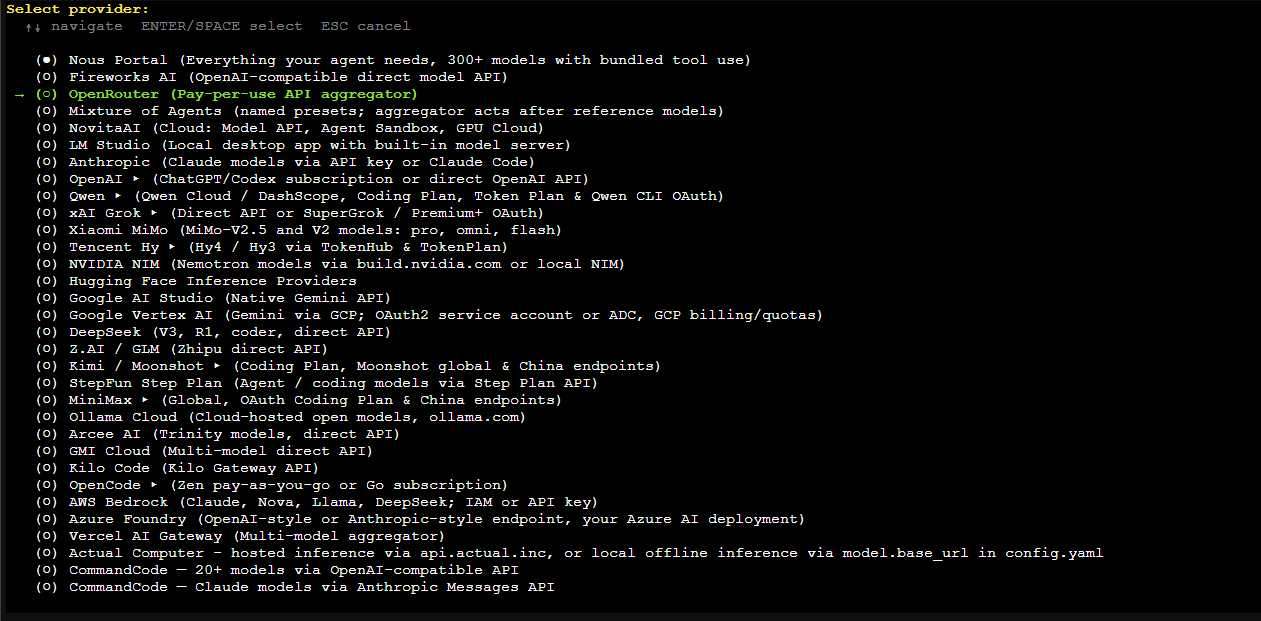 Select provider:
↑↓ navigate  ENTER/SPACE select  ESC cancel
(●) Nous Portal (Everything your agent needs, 300+ models with bundled tool use)
(○) Fireworks AI (OpenAI-compatible direct model API)
→ (○) OpenRouter (Pay-per-use API aggregator)
(○) Mixture of Agents (named presets; aggregator acts after reference models)
(○) NovitaAI (Cloud: Model API, Agent Sandbox, GPU Cloud)
(○) LM Studio (Local desktop app with built-in model server)
(○) Anthropic (Claude models via API key or Claude Code)
(○) OpenAI ▸ (ChatGPT/Codex subscription or direct OpenAI API)
(○) Qwen ▸ (Qwen Cloud / DashScope, Coding Plan, Token Plan & Qwen CLI OAuth)
(○) xAI Grok ▸ (Direct API or SuperGrok / Premium+ OAuth)
(○) Xiaomi MiMo (MiMo-V2.5 and V2 models: pro, omni, flash)
(○) Tencent Hy ▸ (Hy4 / Hy3 via TokenHub & TokenPlan)
(○) NVIDIA NIM (Nemotron models via build.nvidia.com or local NIM)
(○) Hugging Face Inference Providers
(○) Google AI Studio (Native Gemini API)
(○) Google Vertex AI (Gemini via GCP; OAuth2 service account or ADC, GCP billing/quotas)
(○) DeepSeek (V3, R1, coder, direct API)
(○) Z.AI / GLM (Zhipu direct API)
(○) Kimi / Moonshot ▸ (Coding Plan, Moonshot global & China endpoints)
(○) StepFun Step Plan (Agent / coding models via Step Plan API)
(○) MiniMax ▸ (Global, OAuth Coding Plan & China endpoints)
(○) Ollama Cloud (Cloud-hosted open models, ollama.com)
(○) Arcee AI (Trinity models, direct API)
(○) GMI Cloud (Multi-model direct API)
(○) Kilo Code (Kilo Gateway API)
(○) OpenCode ▸ (Zen pay-as-you-go or Go subscription)
(○) AWS Bedrock (Claude, Nova, Llama, DeepSeek; IAM or API key)
(○) Azure Foundry (OpenAI-style or Anthropic-style endpoint, your Azure AI deployment)
(○) Vercel AI Gateway (Multi-model aggregator)
(○) Actual Computer - hosted inference via api.actual.inc, or local offline inference via model.base_url in config.yaml
(○) CommandCode — 20+ models via OpenAI-compatible API
(○) CommandCode — Claude models via Anthropic Messages API